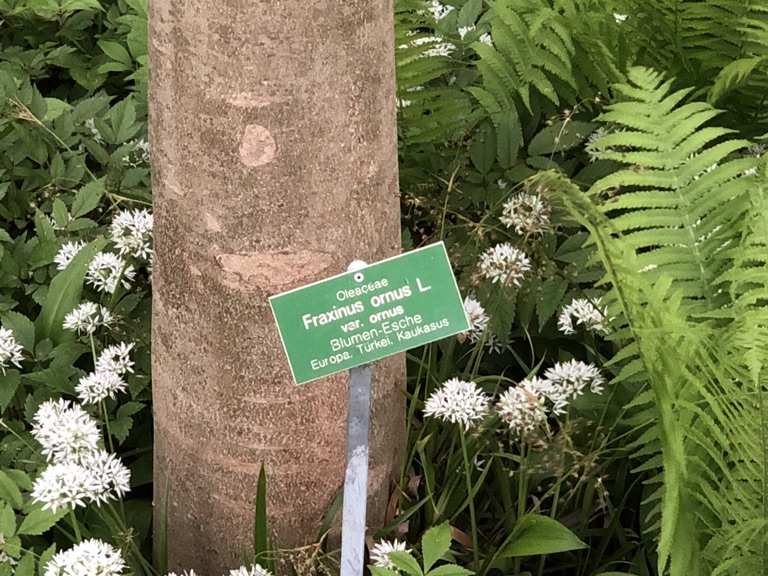 Oleaceae
Fraxinus ornus L.
var. ornus
Blumen-Esche
Europa, Türkei, Kaukasus